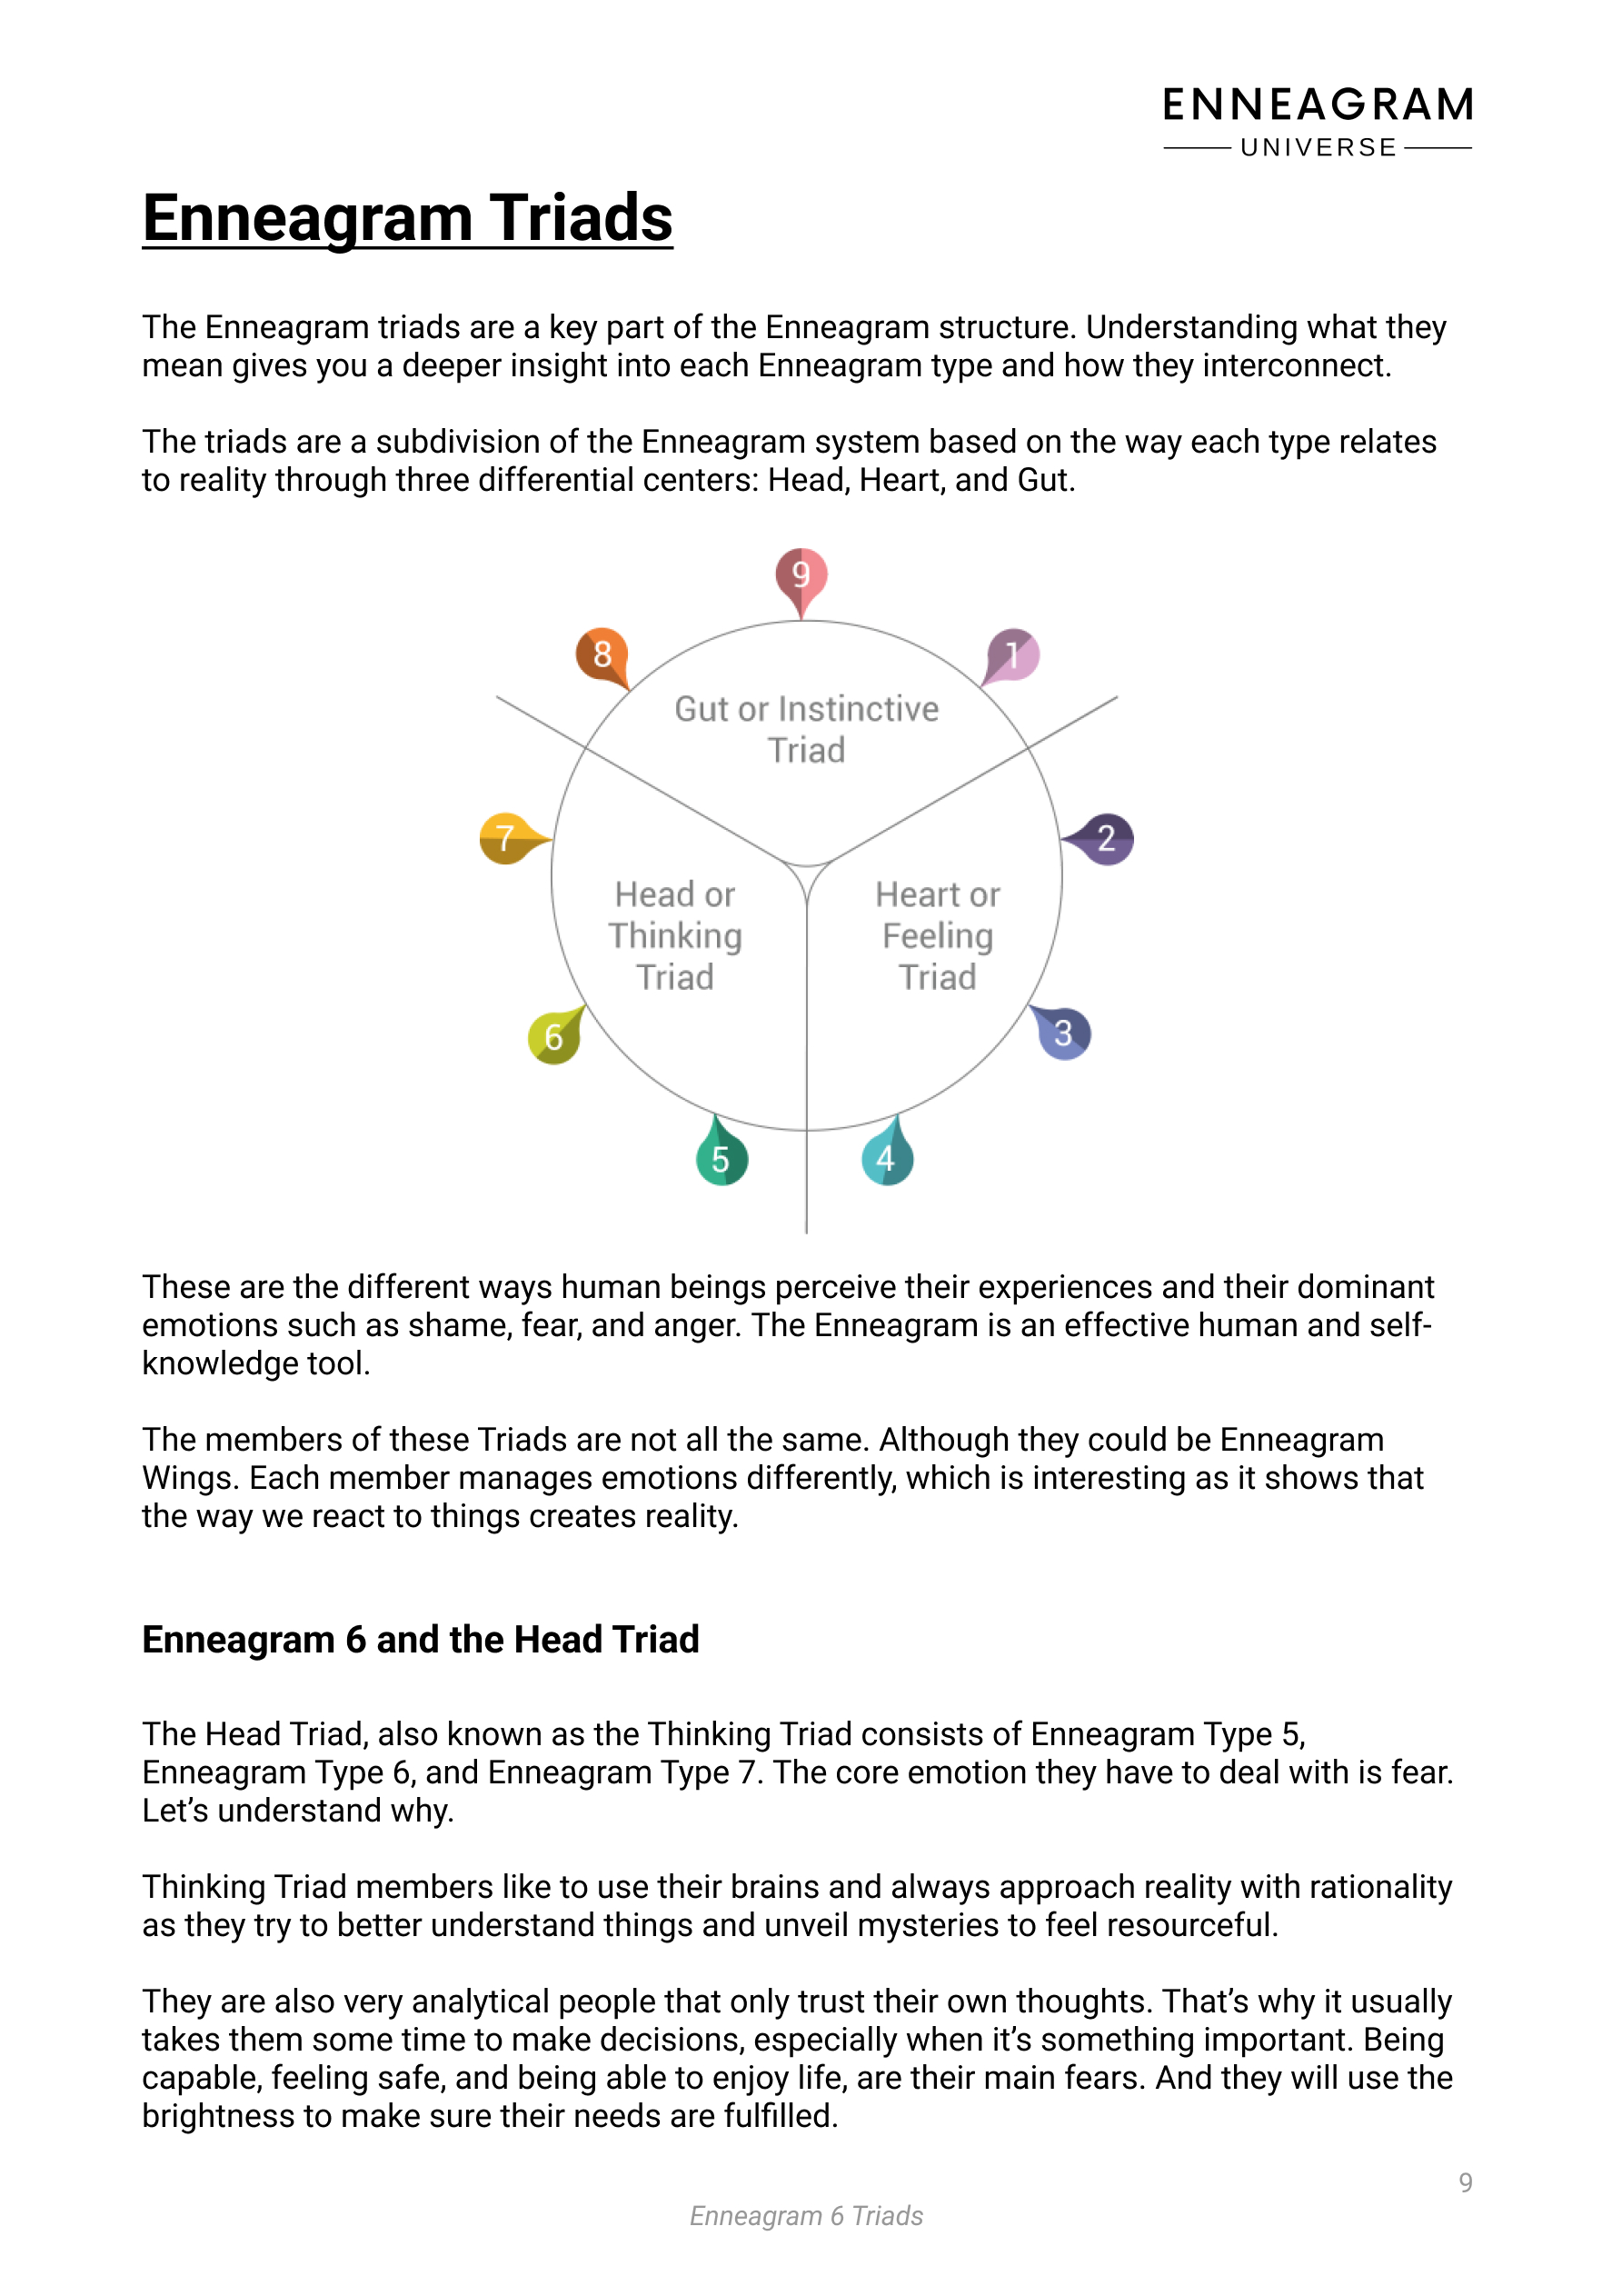 ENNEAGRAM
UNIVERSE
Enneagram Triads
The Enneagram triads are a key part of the Enneagram structure. Understanding what they
mean gives you a deeper insight into each Enneagram type and how they interconnect.
The triads are a subdivision of the Enneagram system based on the way each type relates
to reality through three differential centers: Head, Heart, and Gut.
9
8
1
Gut or Instinctive
Triad
7
2
Head or
Thinking
Triad
Heart or
Feeling
Triad
6
3
5
4
These are the different ways human beings perceive their experiences and their dominant
emotions such as shame, fear, and anger. The Enneagram is an effective human and self-
knowledge tool.
The members of these Triads are not all the same. Although they could be Enneagram
Wings. Each member manages emotions differently, which is interesting as it shows that
the way we react to things creates reality.
Enneagram 6 and the Head Triad
The Head Triad, also known as the Thinking Triad consists of Enneagram Type 5,
Enneagram Type 6, and Enneagram Type 7. The core emotion they have to deal with is fear.
Let’s understand why.
Thinking Triad members like to use their brains and always approach reality with rationality
as they try to better understand things and unveil mysteries to feel resourceful.
They are also very analytical people that only trust their own thoughts. That’s why it usually
takes them some time to make decisions, especially when it’s something important. Being
capable, feeling safe, and being able to enjoy life, are their main fears. And they will use the
brightness to make sure their needs are fulfilled.
9
Enneagram 6 Triads